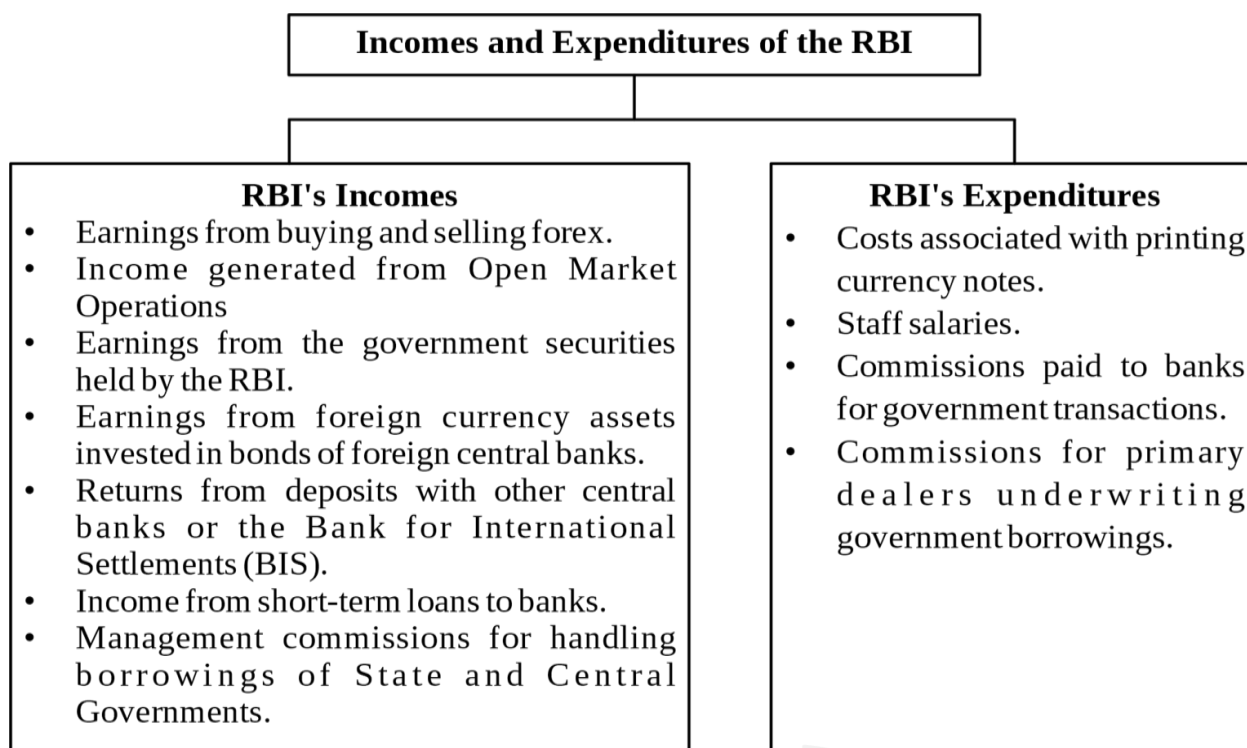 Incomes and Expenditures of the RBI
RBI's Incomes
• Earnings from buying and selling forex.
• Income generated from Open Market
Operations
• Earnings from the government securities
held by the RBI.
• Earnings from foreign currency assets
invested in bonds of foreign central banks.
• Returns from deposits with other central
banks or the Bank for International
Settlements (BIS).
• Income from short-term loans to banks.
• Management commissions for handling
borrowings of State and Central
Governments.
RBI's Expenditures
• Costs associated with printing
currency notes.
• Staff salaries.
• Commissions paid to banks
for government transactions.
• Commissions for primary
dealers underwriting
government borrowings.